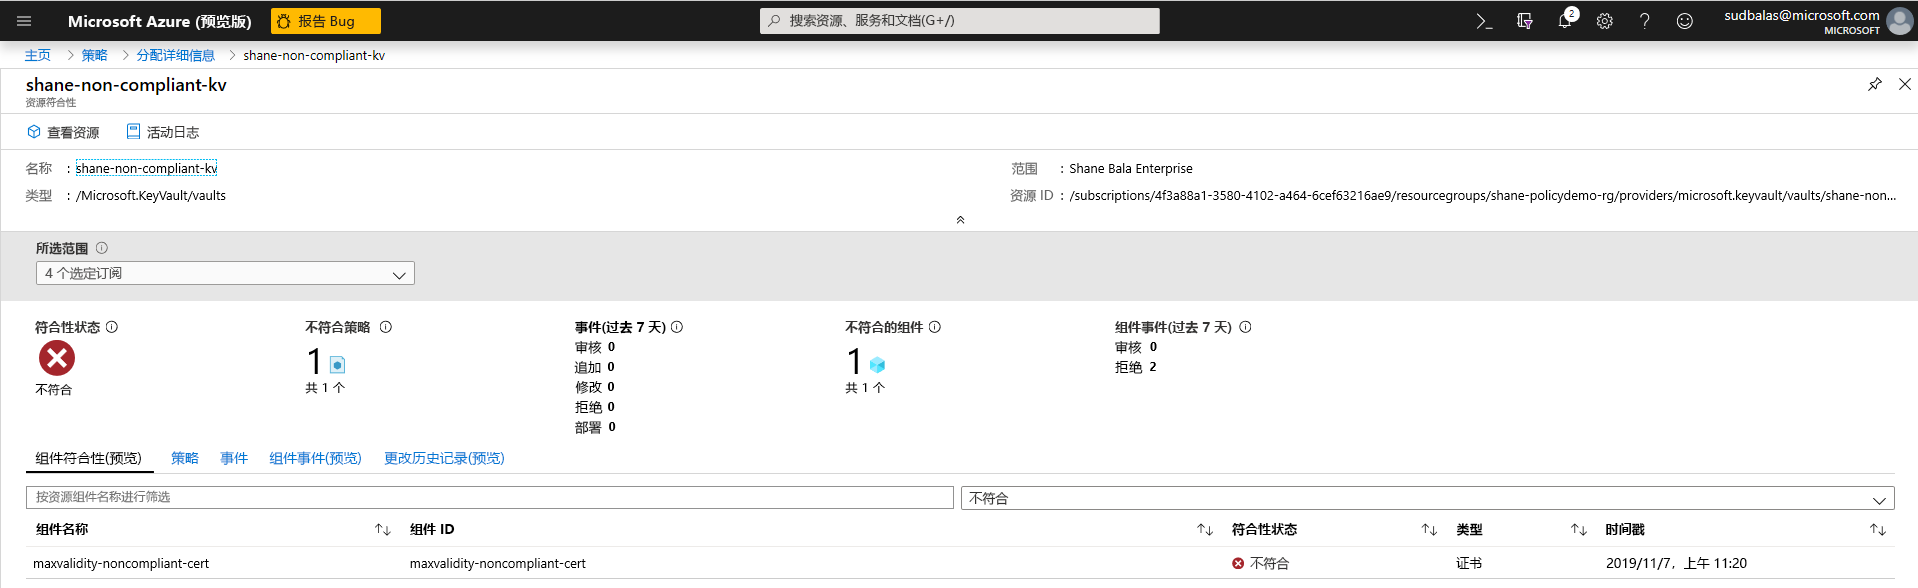 Microsoft Azure (预览版)
报告 Bug
搜索资源、服务和文档(G+/)
2
sudbalas@microsoft.com
MICROSOFT
主页 > 策略 > 分配详细信息 > shane-non-compliant-kv
shane-non-compliant-kv
资源符合性
查看资源
活动日志
名称 : shane-non-compliant-kv
范围 : Shane Bala Enterprise
类型 : /Microsoft.KeyVault/vaults
资源 ID : /subscriptions/4f3a88a1-3580-4102-a464-6cef63216ae9/resourcegroups/shane-policydemo-rg/providers/microsoft.keyvault/vaults/shane-non...
所选范围
4 个选定订阅
符合性状态
不符合
不符合策略
1
共 1 个
事件(过去 7 天)
审核 0
追加 0
修改 0
拒绝 0
部署 0
不符合的组件
1
共 1 个
组件事件(过去 7 天)
审核 0
拒绝 2
组件符合性(预览) 策略 事件 组件事件(预览) 更改历史记录(预览)
按资源组件名称进行筛选
不符合
组件名称 组件 ID 符合性状态 类型 时间戳
maxvalidity-noncompliant-cert maxvalidity-noncompliant-cert 不符合 证书 2019/11/7，上午 11:20